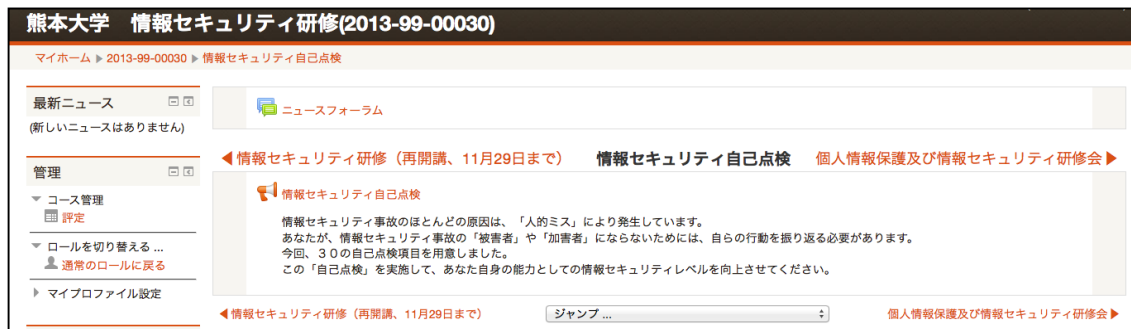 熊本大学　情報セキュリティ研修(2013-99-00030)
マイホーム ▶ 2013-99-00030 ▶ 情報セキュリティ自己点検
最新ニュース
(新しいニュースはありません)
管理
▼ コース管理
評定
▼ ロールを切り替える ...
通常のロールに戻る
▶ マイプロファイル設定
ニュースフォーラム
◀情報セキュリティ研修（再開講、11月29日まで）　情報セキュリティ自己点検　個人情報保護及び情報セキュリティ研修会▶
情報セキュリティ自己点検
情報セキュリティ事故のほとんどの原因は、「人的ミス」により発生しています。
あなたが、情報セキュリティ事故の「被害者」や「加害者」にならないためには、自らの行動を振り返る必要があります。
今回、３０の自己点検項目を用意しました。
この「自己点検」を実施して、あなた自身の能力としての情報セキュリティレベルを向上させてください。
◀情報セキュリティ研修（再開講、11月29日まで）　ジャンプ ...　個人情報保護及び情報セキュリティ研修会▶